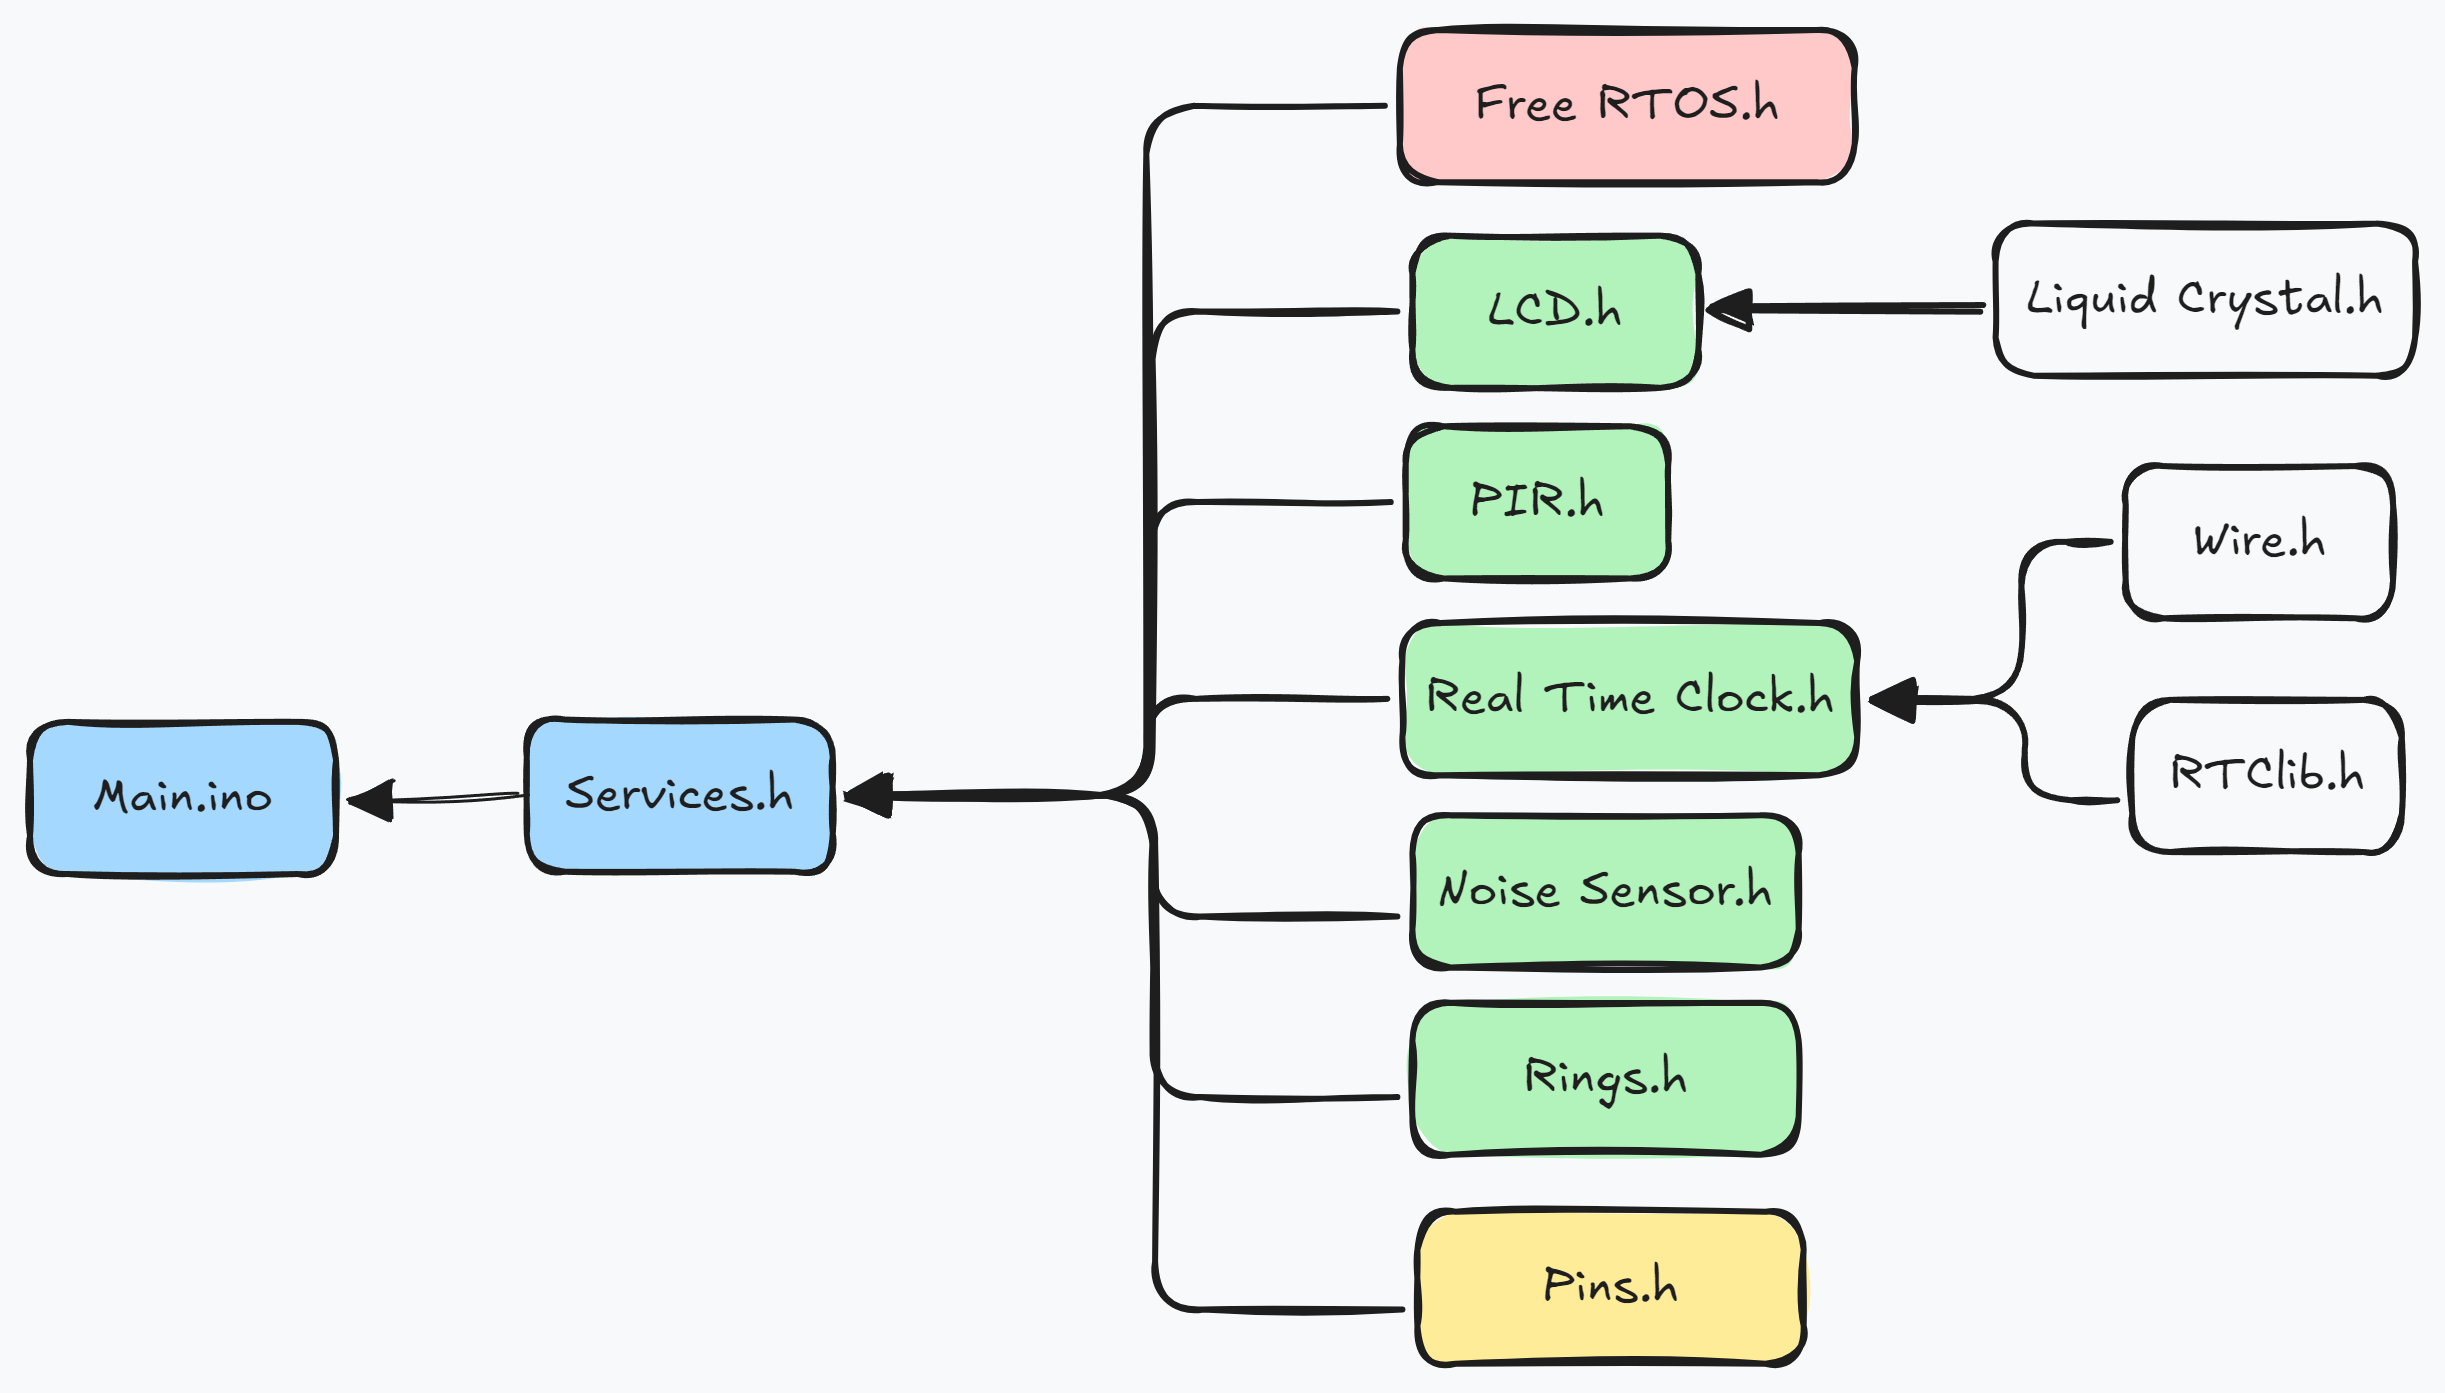 Free RTOS.h
LCD.h
Liquid Crystal.h
PIR.h
Wire.h
Real Time Clock.h
RTClib.h
Main.ino
Services.h
Noise Sensor.h
Rings.h
Pins.h